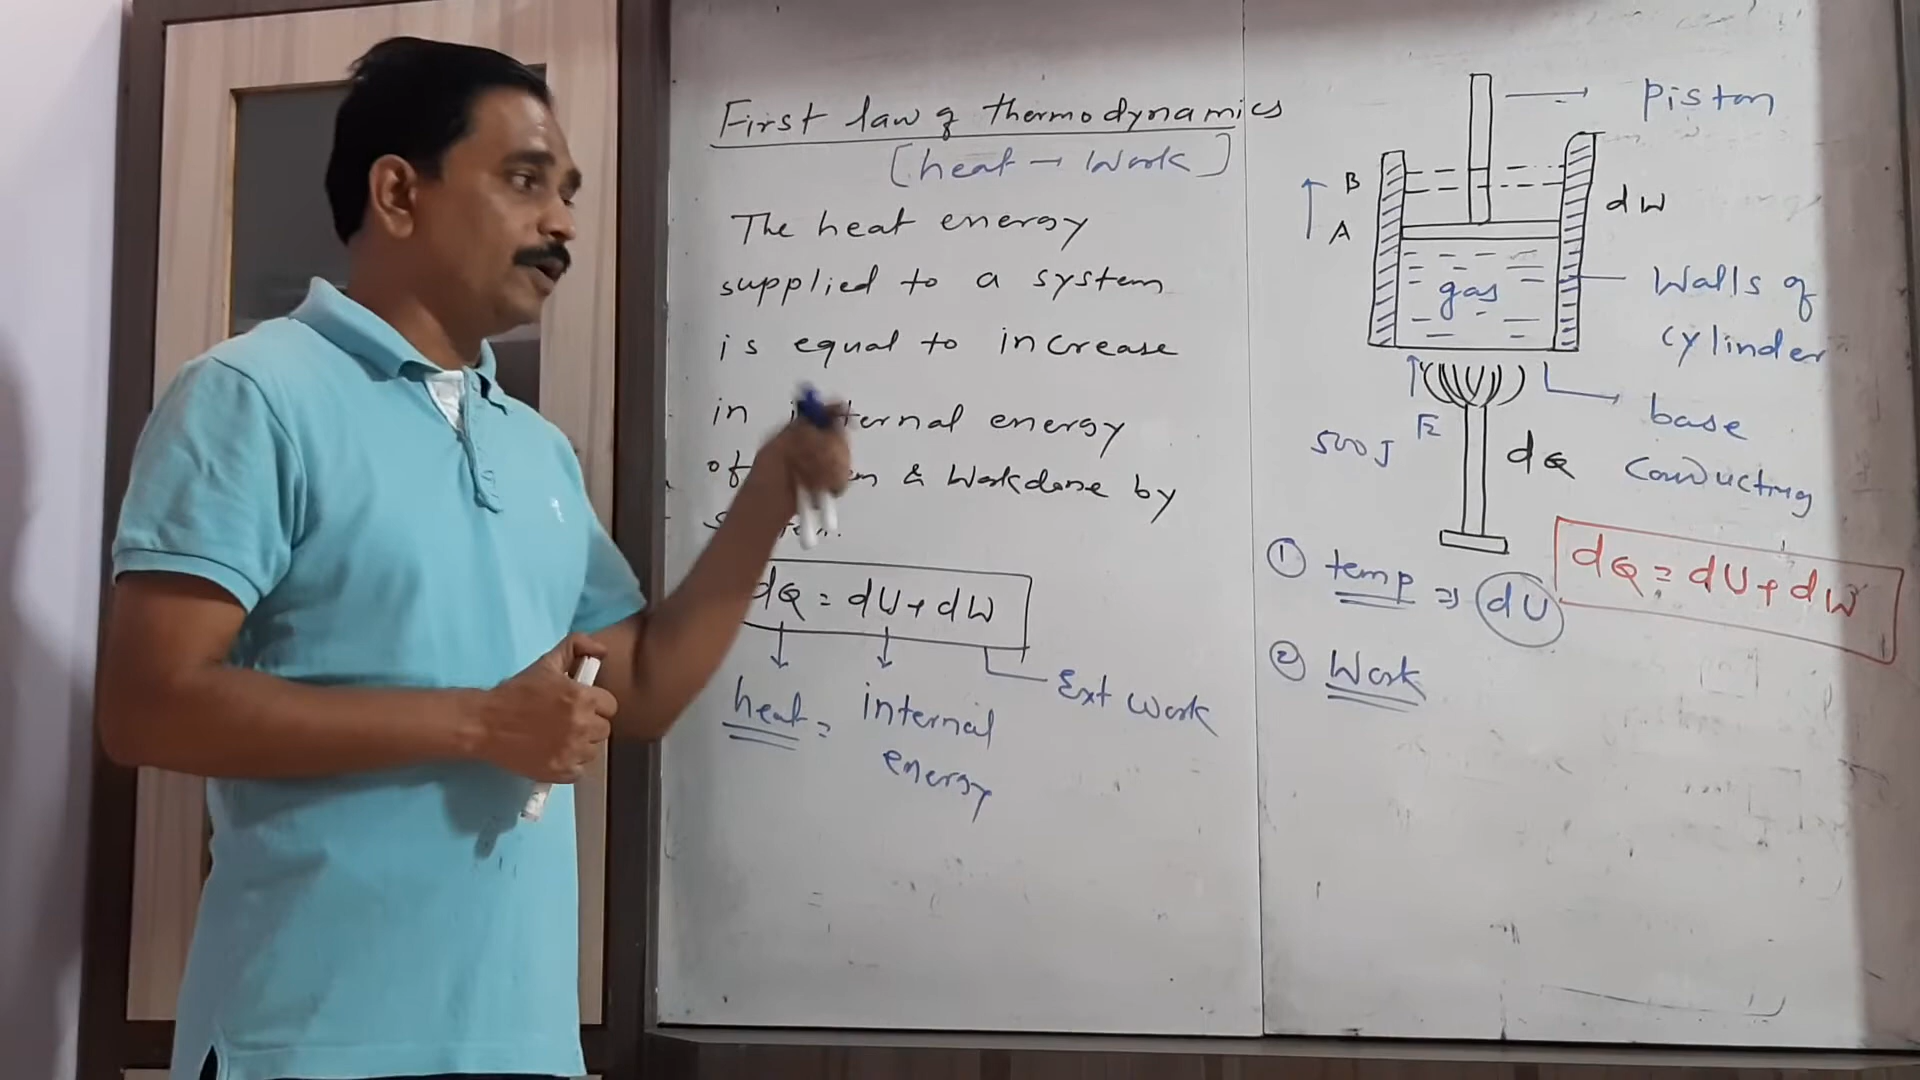 First law of thermodynamics
[heat → Work]
The heat energy
supplied to a system
is equal to increase
in internal energy
of & Workdone by
dQ = dU + dW
heat =
internal
energy
Ext Work
piston
B
A
dW
gas
Walls of
cylinder
base
Conducting
500J
dQ
① temp ⇒ dU
dQ = dU + dW
② Work